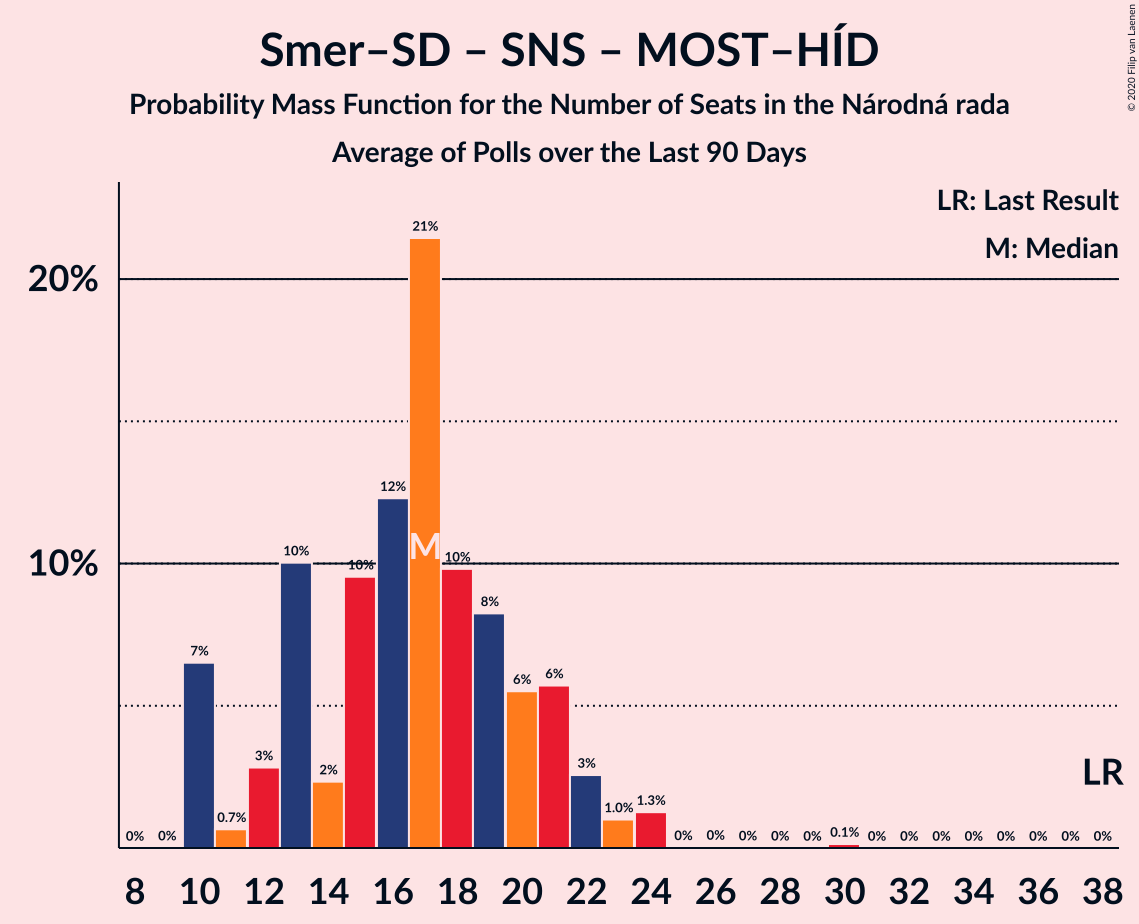 Smer–SD – SNS – MOST–HÍD
Probability Mass Function for the Number of Seats in the Národná rada
Average of Polls over the Last 90 Days
© 2020 Filip van Laenen
LR: Last Result
M: Median
20%
10%
0% 0% 7% 0.7% 3% 10% 2% 10% 12% 21% 10% 8% 6% 6% 3% 1.0% 1.3% 0% 0% 0% 0% 0% 0.1% 0% 0% 0% 0% 0% 0% 0% 0%
M
LR
8 10 12 14 16 18 20 22 24 26 28 30 32 34 36 38